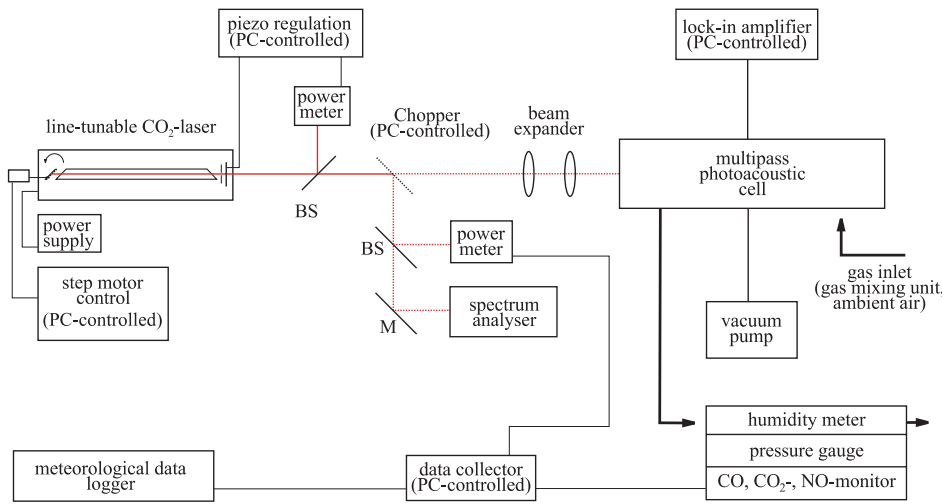 piezo regulation
(PC-controlled)
lock-in amplifier
(PC-controlled)
power
meter
Chopper
(PC-controlled)
beam
expander
line-tunable CO₂-laser
multipass
photoacoustic
cell
BS
power
supply
BS
power
meter
step motor
control
(PC-controlled)
M
spectrum
analyser
gas inlet
(gas mixing unit,
ambient air)
vacuum
pump
humidity meter
pressure gauge
CO, CO₂-, NO-monitor
meteorological data
logger
data collector
(PC-controlled)